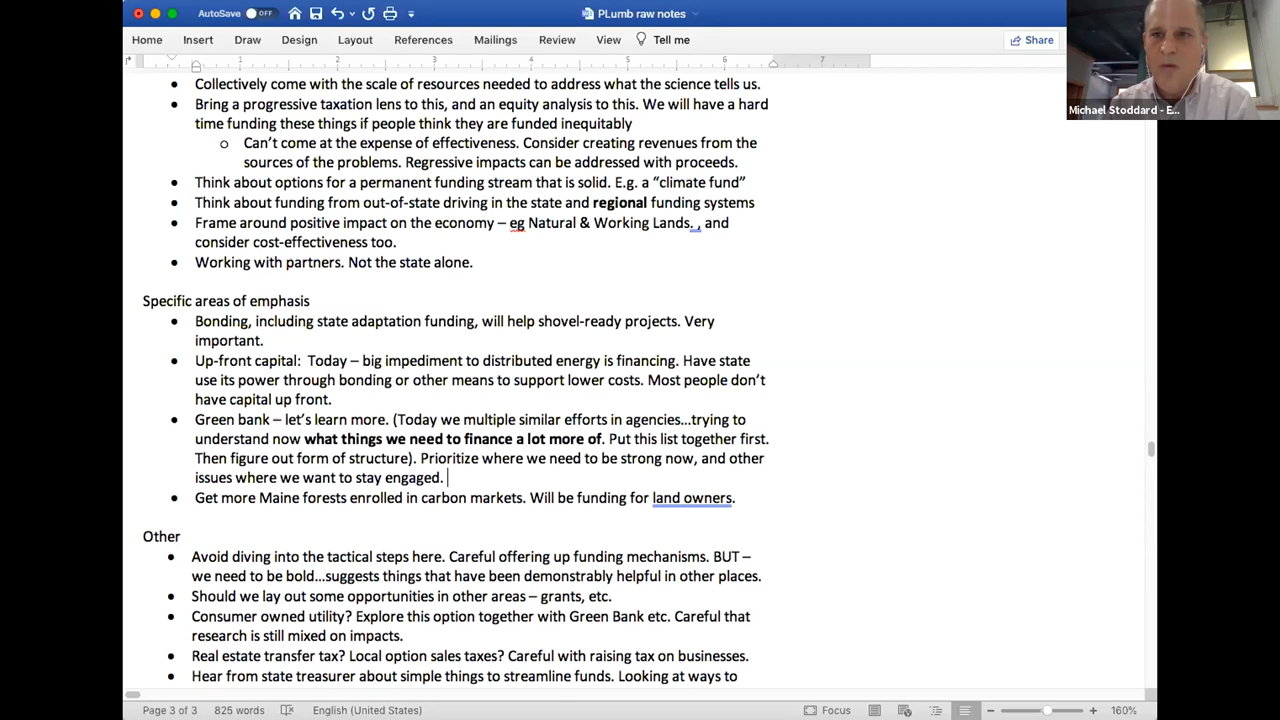 AutoSave OFF PLumb raw notes
Home Insert Draw Design Layout References Mailings Review View Tell me Share
1 2 3 4 5 6 7
Michael Stoddard - E...
• Collectively come with the scale of resources needed to address what the science tells us.
• Bring a progressive taxation lens to this, and an equity analysis to this. We will have a hard
time funding these things if people think they are funded inequitably
o Can't come at the expense of effectiveness. Consider creating revenues from the
sources of the problems. Regressive impacts can be addressed with proceeds.
• Think about options for a permanent funding stream that is solid. E.g. a “climate fund”
• Think about funding from out-of-state driving in the state and regional funding systems
• Frame around positive impact on the economy – eg Natural & Working Lands. , and
consider cost-effectiveness too.
• Working with partners. Not the state alone.
Specific areas of emphasis
• Bonding, including state adaptation funding, will help shovel-ready projects. Very
important.
• Up-front capital: Today – big impediment to distributed energy is financing. Have state
use its power through bonding or other means to support lower costs. Most people don't
have capital up front.
• Green bank – let's learn more. (Today we multiple similar efforts in agencies…trying to
understand now what things we need to finance a lot more of. Put this list together first.
Then figure out form of structure). Prioritize where we need to be strong now, and other
issues where we want to stay engaged.
• Get more Maine forests enrolled in carbon markets. Will be funding for land owners.
Other
• Avoid diving into the tactical steps here. Careful offering up funding mechanisms. BUT –
we need to be bold…suggests things that have been demonstrably helpful in other places.
• Should we lay out some opportunities in other areas – grants, etc.
• Consumer owned utility? Explore this option together with Green Bank etc. Careful that
research is still mixed on impacts.
• Real estate transfer tax? Local option sales taxes? Careful with raising tax on businesses.
• Hear from state treasurer about simple things to streamline funds. Looking at ways to
Page 3 of 3 825 words English (United States) Focus 160%